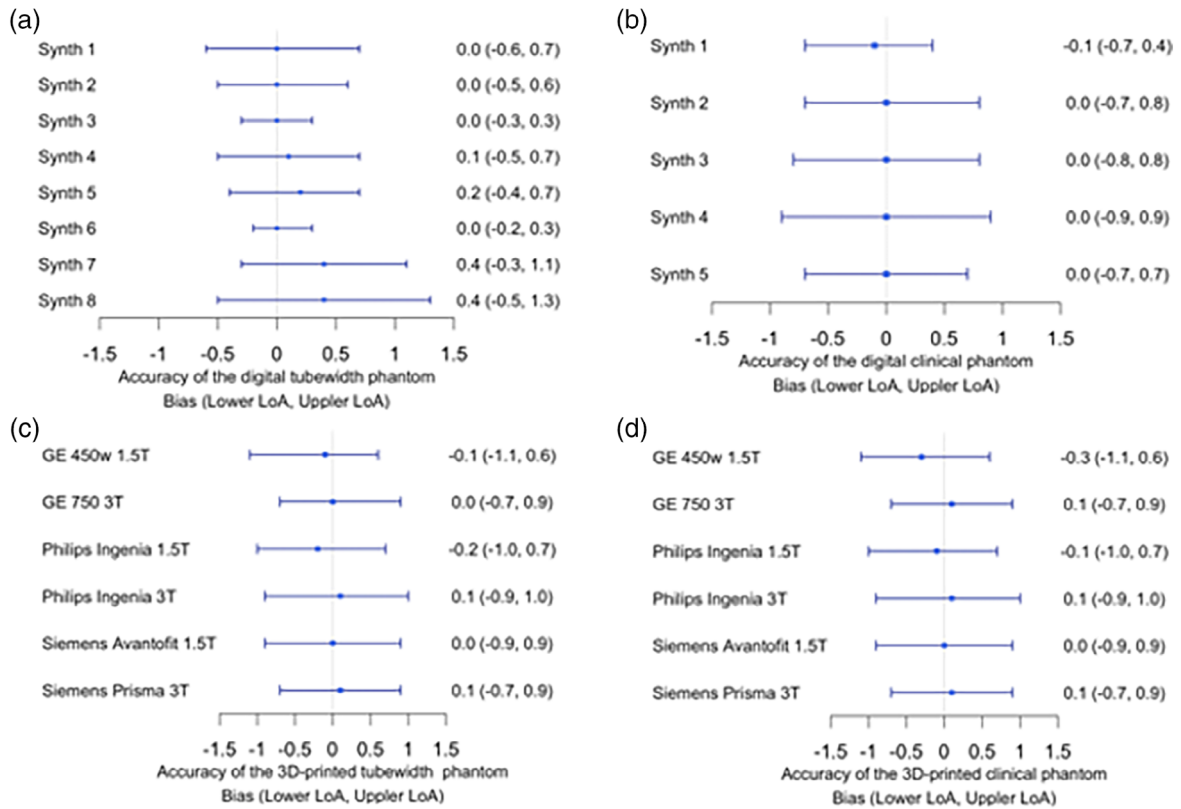 (a)
Synth 1 0.0 (-0.6, 0.7)
Synth 2 0.0 (-0.5, 0.6)
Synth 3 0.0 (-0.3, 0.3)
Synth 4 0.1 (-0.5, 0.7)
Synth 5 0.2 (-0.4, 0.7)
Synth 6 0.0 (-0.2, 0.3)
Synth 7 0.4 (-0.3, 1.1)
Synth 8 0.4 (-0.5, 1.3)
-1.5 -1 -0.5 0 0.5 1 1.5
Accuracy of the digital tubewidth phantom
Bias (Lower LoA, Uppler LoA)
(b)
Synth 1 -0.1 (-0.7, 0.4)
Synth 2 0.0 (-0.7, 0.8)
Synth 3 0.0 (-0.8, 0.8)
Synth 4 0.0 (-0.9, 0.9)
Synth 5 0.0 (-0.7, 0.7)
-1.5 -1 -0.5 0 0.5 1 1.5
Accuracy of the digital clinical phantom
Bias (Lower LoA, Uppler LoA)
(c)
GE 450w 1.5T -0.1 (-1.1, 0.6)
GE 750 3T 0.0 (-0.7, 0.9)
Philips Ingenia 1.5T -0.2 (-1.0, 0.7)
Philips Ingenia 3T 0.1 (-0.9, 1.0)
Siemens Avantofit 1.5T 0.0 (-0.9, 0.9)
Siemens Prisma 3T 0.1 (-0.7, 0.9)
-1.5 -1 -0.5 0 0.5 1 1.5
Accuracy of the 3D-printed tubewidth phantom
Bias (Lower LoA, Uppler LoA)
(d)
GE 450w 1.5T -0.3 (-1.1, 0.6)
GE 750 3T 0.1 (-0.7, 0.9)
Philips Ingenia 1.5T -0.1 (-1.0, 0.7)
Philips Ingenia 3T 0.1 (-0.9, 1.0)
Siemens Avantofit 1.5T 0.0 (-0.9, 0.9)
Siemens Prisma 3T 0.1 (-0.7, 0.9)
-1.5 -1 -0.5 0 0.5 1 1.5
Accuracy of the 3D-printed clinical phantom
Bias (Lower LoA, Uppler LoA)